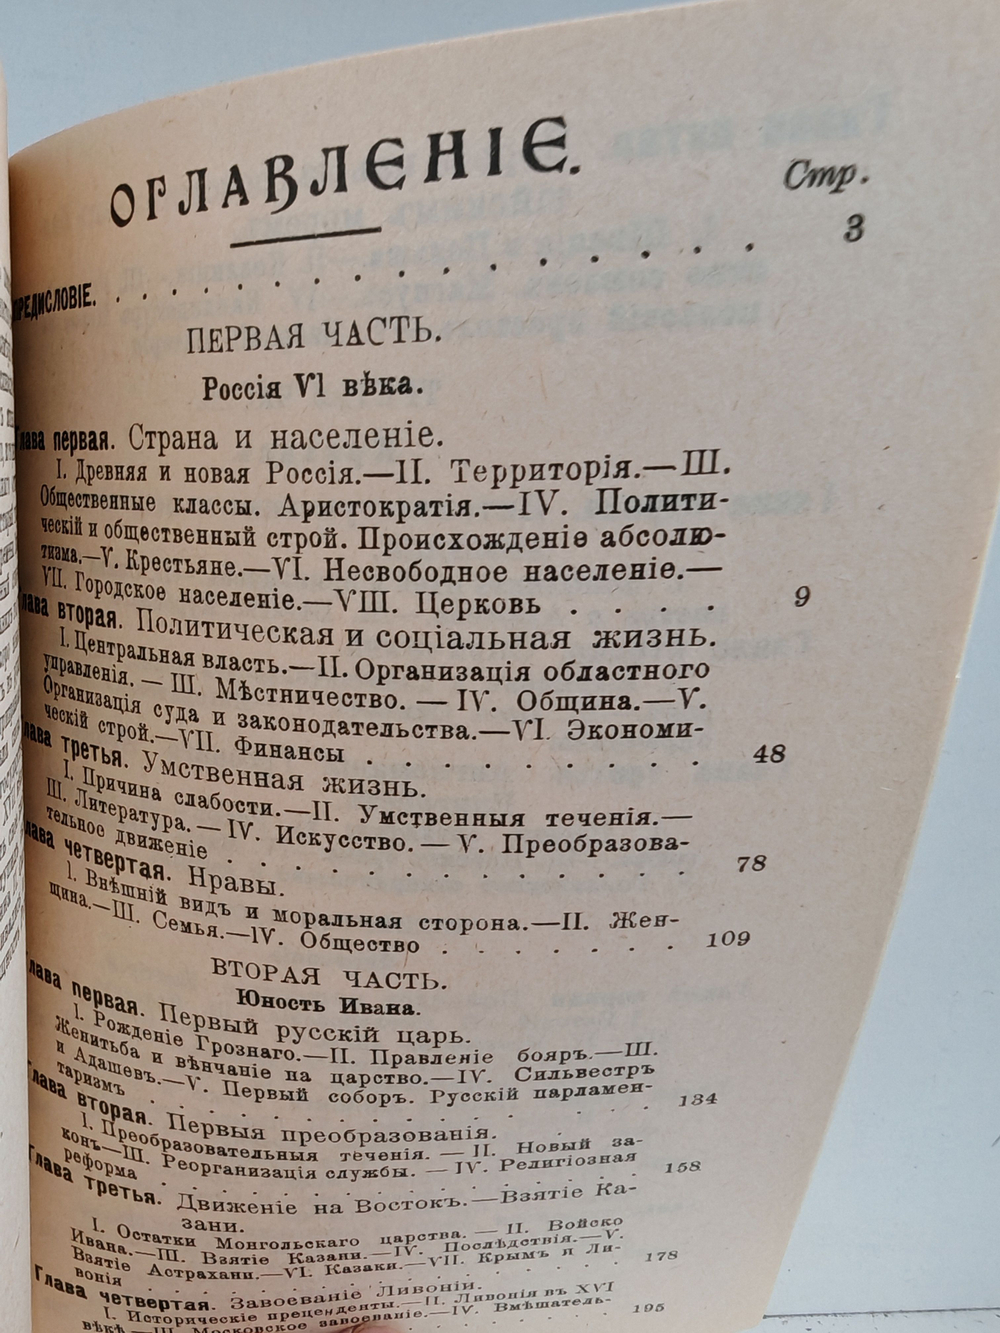 ОГЛАВЛЕНІЕ.
Стр.
ПРЕДИСЛОВІЕ. . . . . . . . . . . . . . . . 3
ПЕРВАЯ ЧАСТЬ.
Россія VI вѣка.
Глава первая. Страна и населеніе.
I. Древняя и новая Россія.—II. Территорія.—III.
Общественные классы. Аристократія.—IV. Полити-
ческій и общественный строй. Происхожденіе абсолю-
тизма.—V. Крестьяне.—VI. Несвободное населеніе.—
VII. Городское населеніе.—VIII. Церковь . . . . 9
Глава вторая. Политическая и соціальная жизнь.
I. Центральная власть.—II. Организація областного
управленія. — III. Мѣстничество. — IV. Община.—V.
Организація суда и законодательства.—VI. Экономи-
ческій строй.—VII. Финансы . . . . . . . . . 48
Глава третья. Умственная жизнь.
I. Причина слабости.—II. Умственныя теченія.—
III. Литература.—IV. Искусство.—V. Преобразова-
тельное движеніе . . . . . . . . . . . . 78
Глава четвертая. Нравы.
I. Внѣшній видъ и моральная сторона.—II. Жен-
щина.—III. Семья.—IV. Общество . . . . . . . 109
ВТОРАЯ ЧАСТЬ.
Юность Ивана.
Глава первая. Первый русскій царь.
I. Рожденіе Грознаго.—II. Правленіе бояръ.—III.
Женитьба и вѣнчаніе на царство.—IV. Сильвестръ
и Адашевъ.—V. Первый соборъ. Русскій парламен-
таризмъ . . . . . . . . . . . . . 134
Глава вторая. Первыя преобразованія.
I. Преобразовательныя теченія. — II. Новый за-
конъ—III. Реорганизація службы. — IV. Религіозная
реформа . . . . . . . . . . . . . 158
Глава третья. Движеніе на Востокъ.—Взятіе Ка-
зани.
I. Остатки Монгольскаго царства. — II. Войско
Ивана.—III. Взятіе Казани.—IV. Послѣдствія.—V.
Взятіе Астрахани.—VI. Казаки.—VII. Крымъ и Ли-
вонія . . . . . . . . . . . . . 178
Глава четвертая. Завоеваніе Ливоніи.
I. Историческіе прецеденты.—II. Ливонія въ XVI
вѣкѣ.—III. Московское завоеваніе.—IV. Вмѣшатель- 195